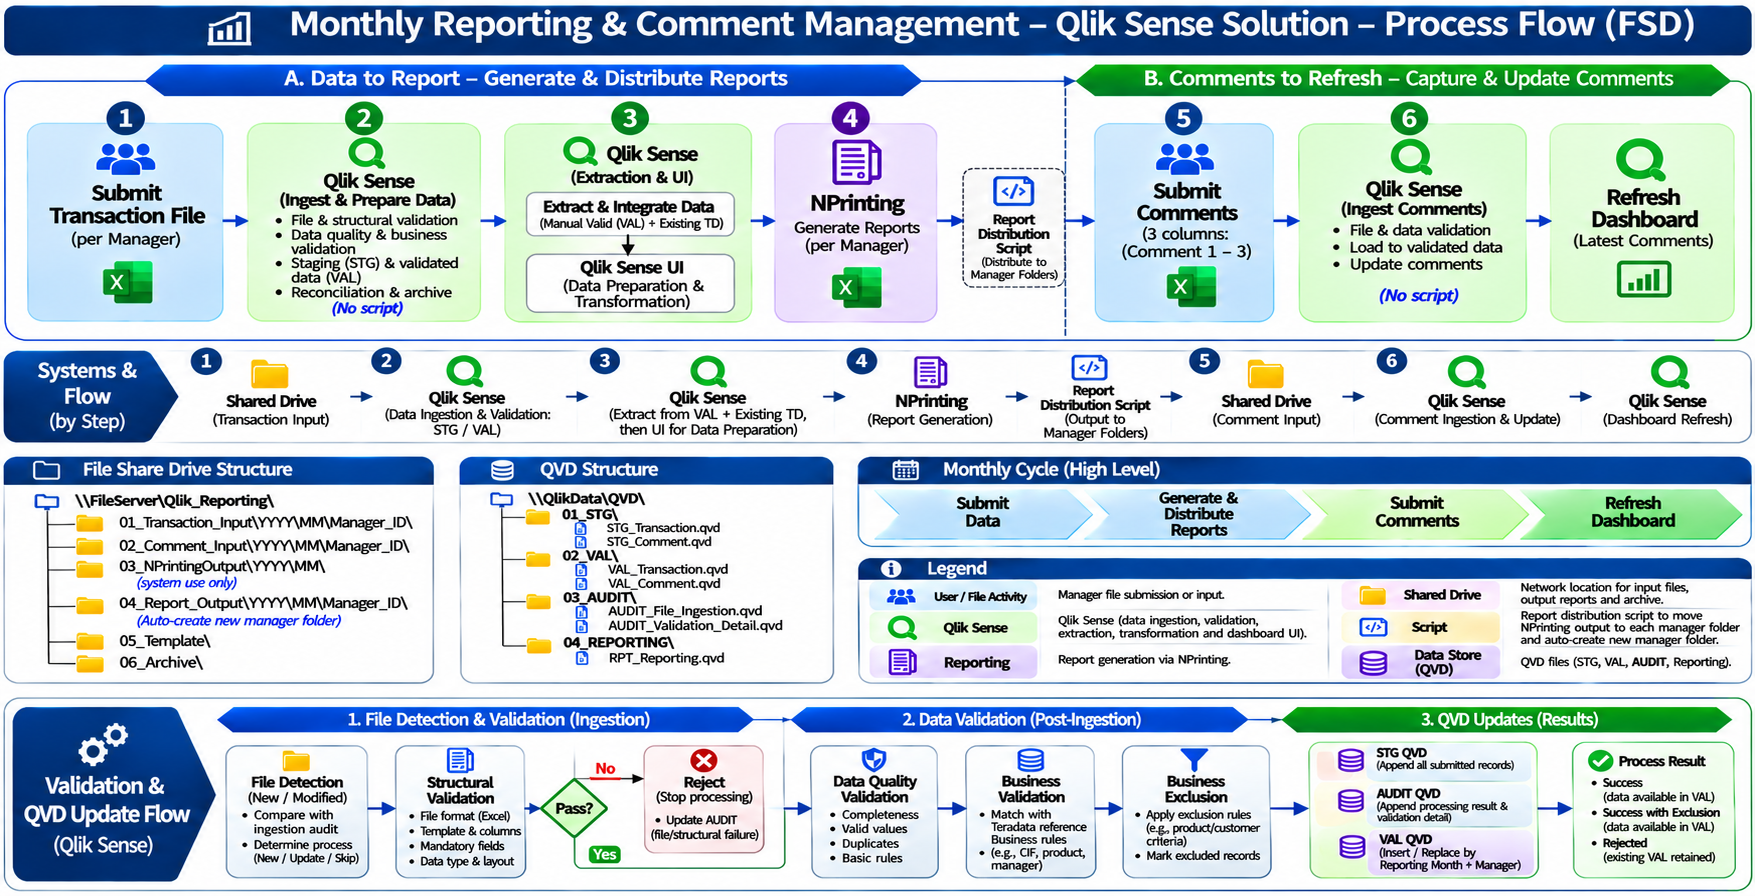 Monthly Reporting & Comment Management – Qlik Sense Solution – Process Flow (FSD)
A. Data to Report – Generate & Distribute Reports
B. Comments to Refresh – Capture & Update Comments
1
Submit
Transaction File
(per Manager)
X
2
Qlik Sense
(Ingest & Prepare Data)
• File & structural validation
• Data quality & business
validation
• Staging (STG) & validated
data (VAL)
• Reconciliation & archive
(No script)
3
Qlik Sense
(Extraction & UI)
Extract & Integrate Data
(Manual Valid (VAL) + Existing TD)
Qlik Sense UI
(Data Preparation &
Transformation)
4
NPrinting
Generate Reports
(per Manager)
X
</>
Report
Distribution
Script
(Distribute to
Manager Folders)
5
Submit
Comments
(3 columns:
(Comment 1 – 3)
X
6
Qlik Sense
(Ingest Comments)
• File & data validation
• Load to validated data
• Update comments
(No script)
Refresh
Dashboard
(Latest Comments)
Systems &
Flow
(by Step)
1
Shared Drive
(Transaction Input)
2
Qlik Sense
(Data Ingestion & Validation:
STG / VAL)
3
Qlik Sense
(Extract from VAL + Existing TD,
then UI for Data Preparation)
4
NPrinting
(Report Generation)
</>
Report
Distribution Script
(Output to
Manager Folders)
5
Shared Drive
(Comment Input)
6
Qlik Sense
(Comment Ingestion & Update)
Qlik Sense
(Dashboard Refresh)
File Share Drive Structure
\\FileServer\Qlik_Reporting\
01_Transaction_Input\YYYY\MM\Manager_ID\
02_Comment_Input\YYYY\MM\Manager_ID\
03_NPrintingOutput\YYYY\MM\
(system use only)
04_Report_Output\YYYY\MM\Manager_ID\
(Auto-create new manager folder)
05_Template\
06_Archive\
QVD Structure
\\QlikData\QVD\
01_STG\
STG_Transaction.qvd
STG_Comment.qvd
02_VAL\
VAL_Transaction.qvd
VAL_Comment.qvd
03_AUDIT\
AUDIT_File_Ingestion.qvd
AUDIT_Validation_Detail.qvd
04_REPORTING\
RPT_Reporting.qvd
Monthly Cycle (High Level)
Submit
Data
Generate &
Distribute
Reports
Submit
Comments
Refresh
Dashboard
Legend
User / File Activity
Manager file submission or input.
Qlik Sense
Qlik Sense (data ingestion, validation,
extraction, transformation and dashboard UI).
Reporting
Report generation via NPrinting.
Shared Drive
Network location for input files,
output reports and archive.
</>
Script
Report distribution script to move
NPrinting output to each manager folder
and auto-create new manager folder.
Data Store
(QVD)
QVD files (STG, VAL, AUDIT, Reporting).
Validation &
QVD Update Flow
(Qlik Sense)
1. File Detection & Validation (Ingestion)
2. Data Validation (Post-Ingestion)
3. QVD Updates (Results)
File Detection
(New / Modified)
• Compare with
ingestion audit
• Determine process
(New / Update / Skip)
Structural
Validation
• File format (Excel)
• Template & columns
• Mandatory fields
• Data type & layout
Pass?
No
Yes
Reject
(Stop processing)
• Update AUDIT
(file/structural failure)
Data Quality
Validation
• Completeness
• Valid values
• Duplicates
• Basic rules
Business
Validation
• Match with
Teradata reference
Business rules
• (e.g., CIF, product,
manager)
Business
Exclusion
• Apply exclusion rules
(e.g., product/customer
criteria)
• Mark excluded records
STG QVD
(Append all submitted records)
AUDIT QVD
(Append processing result &
validation detail)
VAL QVD
(Insert / Replace by
Reporting Month + Manager)
Process Result
• Success
(data available in VAL)
• Success with Exclusion
(data available in VAL)
• Rejected
(existing VAL retained)